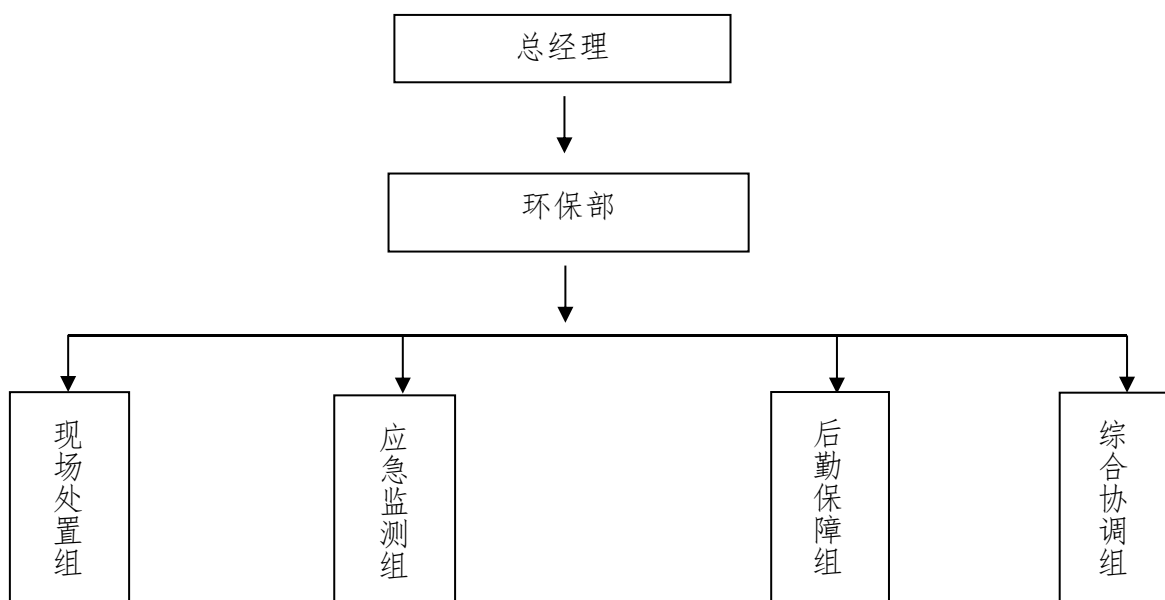 总经理
环保部
现场处置组
应急监测组
后勤保障组
综合协调组